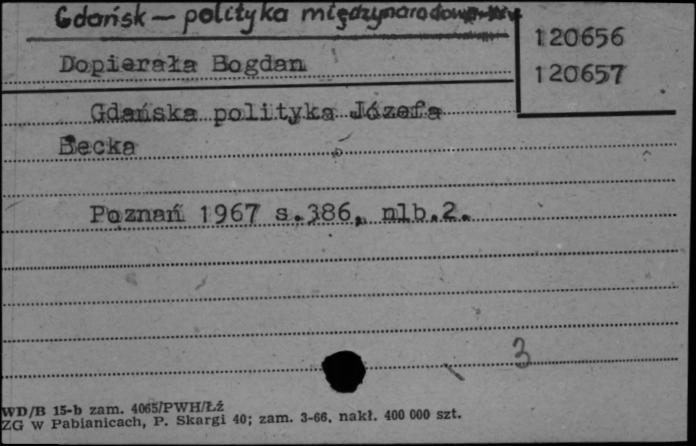 Gdańsk — polityka międzynarodowa
120656
Dopierała Bogdan
120657
Gdańska polityka Józefa
Becka
Poznań 1967 s.386, nlb.2.
3
WD/B 15-b zam. 4065/PWH/ŁŹ
ZG w Pabianicach, P. Skargi 40; zam. 3-66, nakł. 400 000 szt.